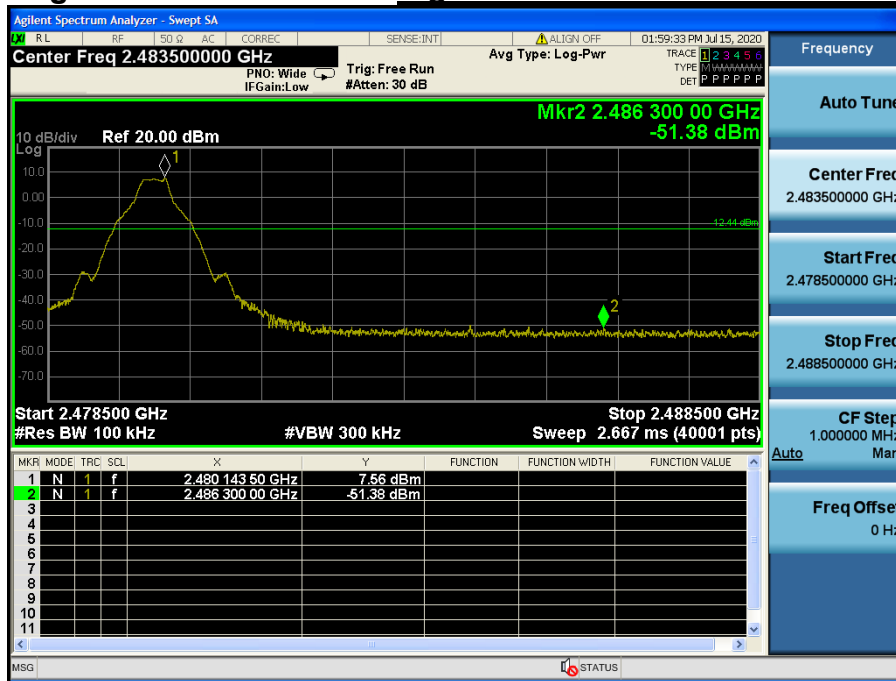 Agilent Spectrum Analyzer - Swept SA
LXI RL RF 50 Ω AC CORREC SENSE:INT ALIGN OFF 01:59:33 PM Jul 15, 2020
Center Freq 2.483500000 GHz
PNO: Wide
IFGain:Low
Trig: Free Run
#Atten: 30 dB
Avg Type: Log-Pwr
TRACE 1 2 3 4 5 6
TYPE M WWWWW
DET P P P P P P
Mkr2 2.486 300 00 GHz
-51.38 dBm
10 dB/div Ref 20.00 dBm
Log
10.0
0.00
-10.0
-20.0
-30.0
-40.0
-50.0
-60.0
-70.0
1
-12.44 dBm
2
Start 2.478500 GHz Stop 2.488500 GHz
#Res BW 100 kHz #VBW 300 kHz Sweep 2.667 ms (40001 pts)
MKR MODE TRC SCL X Y FUNCTION FUNCTION WIDTH FUNCTION VALUE
1 N 1 f 2.480 143 50 GHz 7.56 dBm
2 N 1 f 2.486 300 00 GHz -51.38 dBm
3
4
5
6
7
8
9
10
11
MSG STATUS
Frequency
Auto Tune
Center Freq
2.483500000 GHz
Start Freq
2.478500000 GHz
Stop Freq
2.488500000 GHz
CF Step
1.000000 MHz
Auto Man
Freq Offset
0 Hz